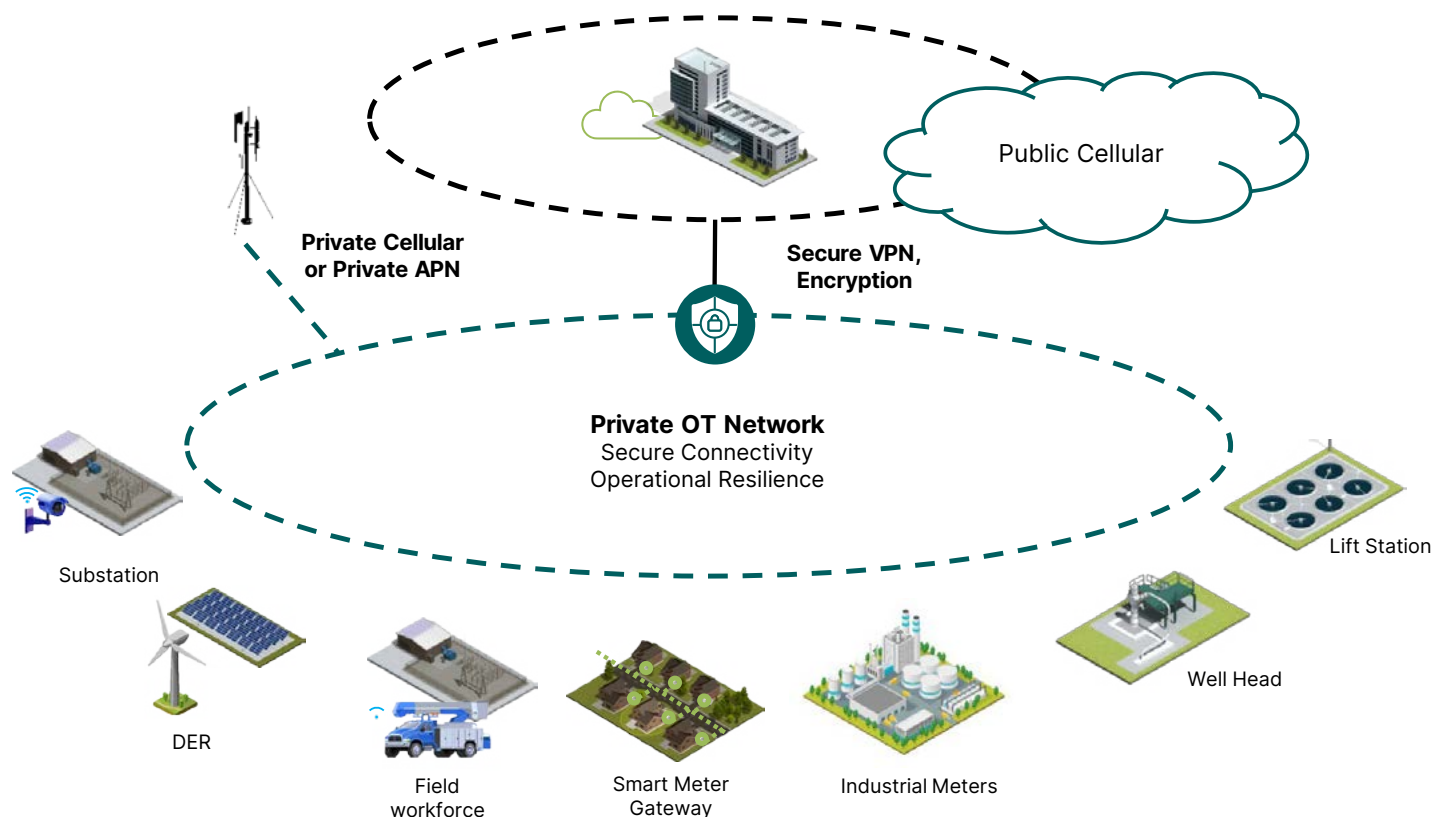 Public Cellular
Private Cellular
or Private APN
Secure VPN,
Encryption
Private OT Network
Secure Connectivity
Operational Resilience
Substation
Lift Station
DER
Well Head
Field
workforce
Smart Meter
Gateway
Industrial Meters